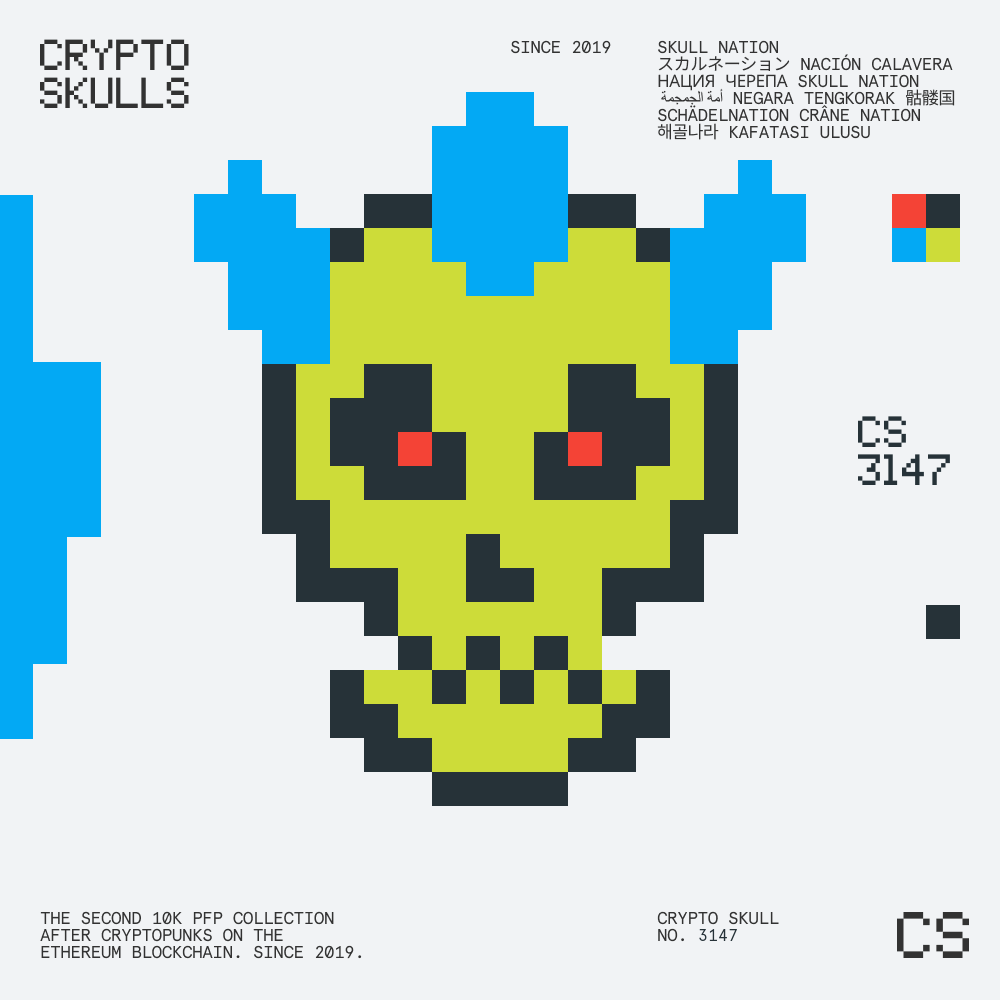 CRYPTO
SKULLS
SINCE 2019
SKULL NATION
スカルネーション NACIÓN CALAVERA
НАЦИЯ ЧЕРЕПА SKULL NATION
أمة الجمجمة NEGARA TENGKORAK 骷髅国
SCHÄDELNATION CRÂNE NATION
해골나라 KAFATASI ULUSU
CS
3147
THE SECOND 10K PFP COLLECTION
AFTER CRYPTOPUNKS ON THE
ETHEREUM BLOCKCHAIN. SINCE 2019.
CRYPTO SKULL
NO. 3147
CS